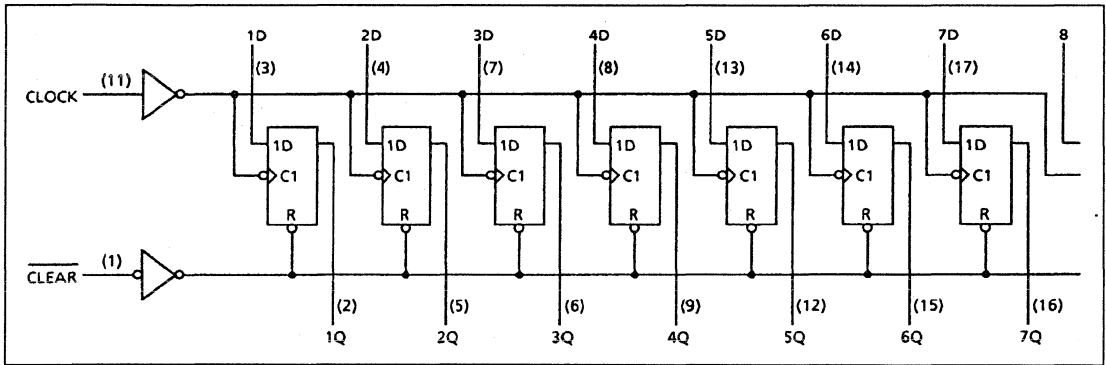 1D 2D 3D 4D 5D 6D 7D 8
(11) (3) (4) (7) (8) (13) (14) (17)
CLOCK
1D 1D 1D 1D 1D 1D 1D
C1 C1 C1 C1 C1 C1 C1
R R R R R R R
(1)
CLEAR
(2) (5) (6) (9) (12) (15) (16)
1Q 2Q 3Q 4Q 5Q 6Q 7Q